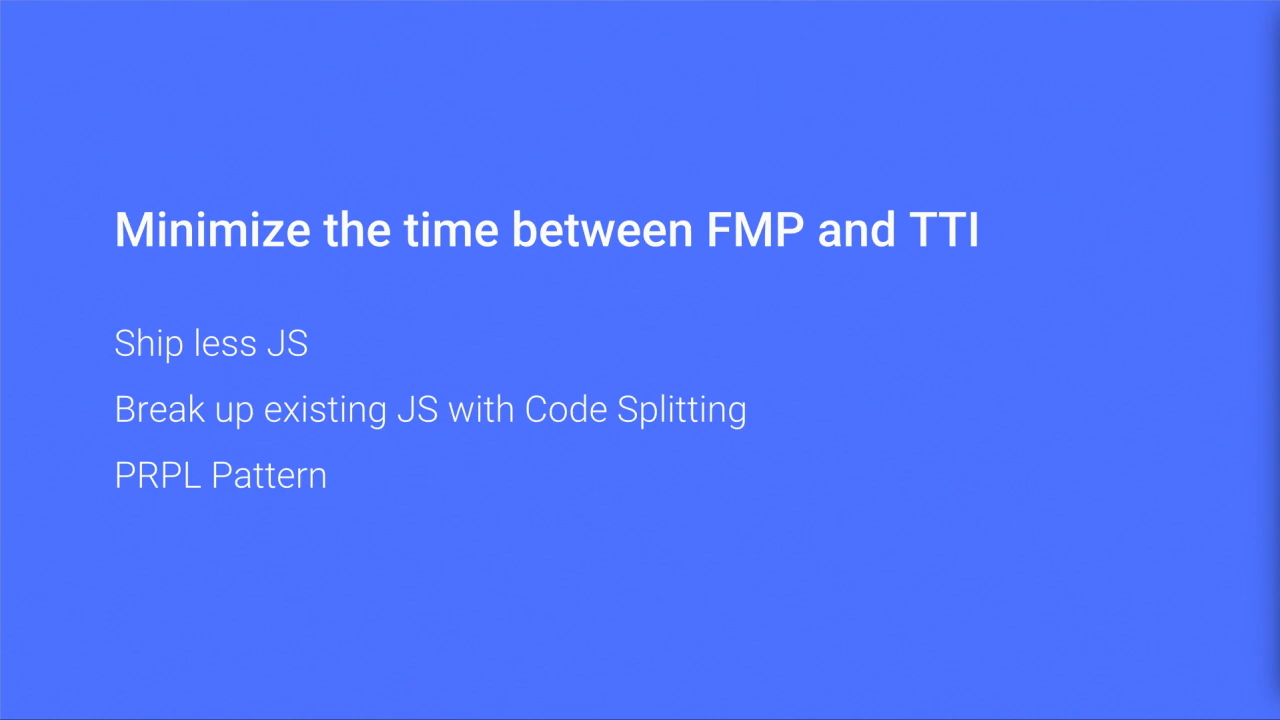 Minimize the time between FMP and TTI
Ship less JS
Break up existing JS with Code Splitting
PRPL Pattern